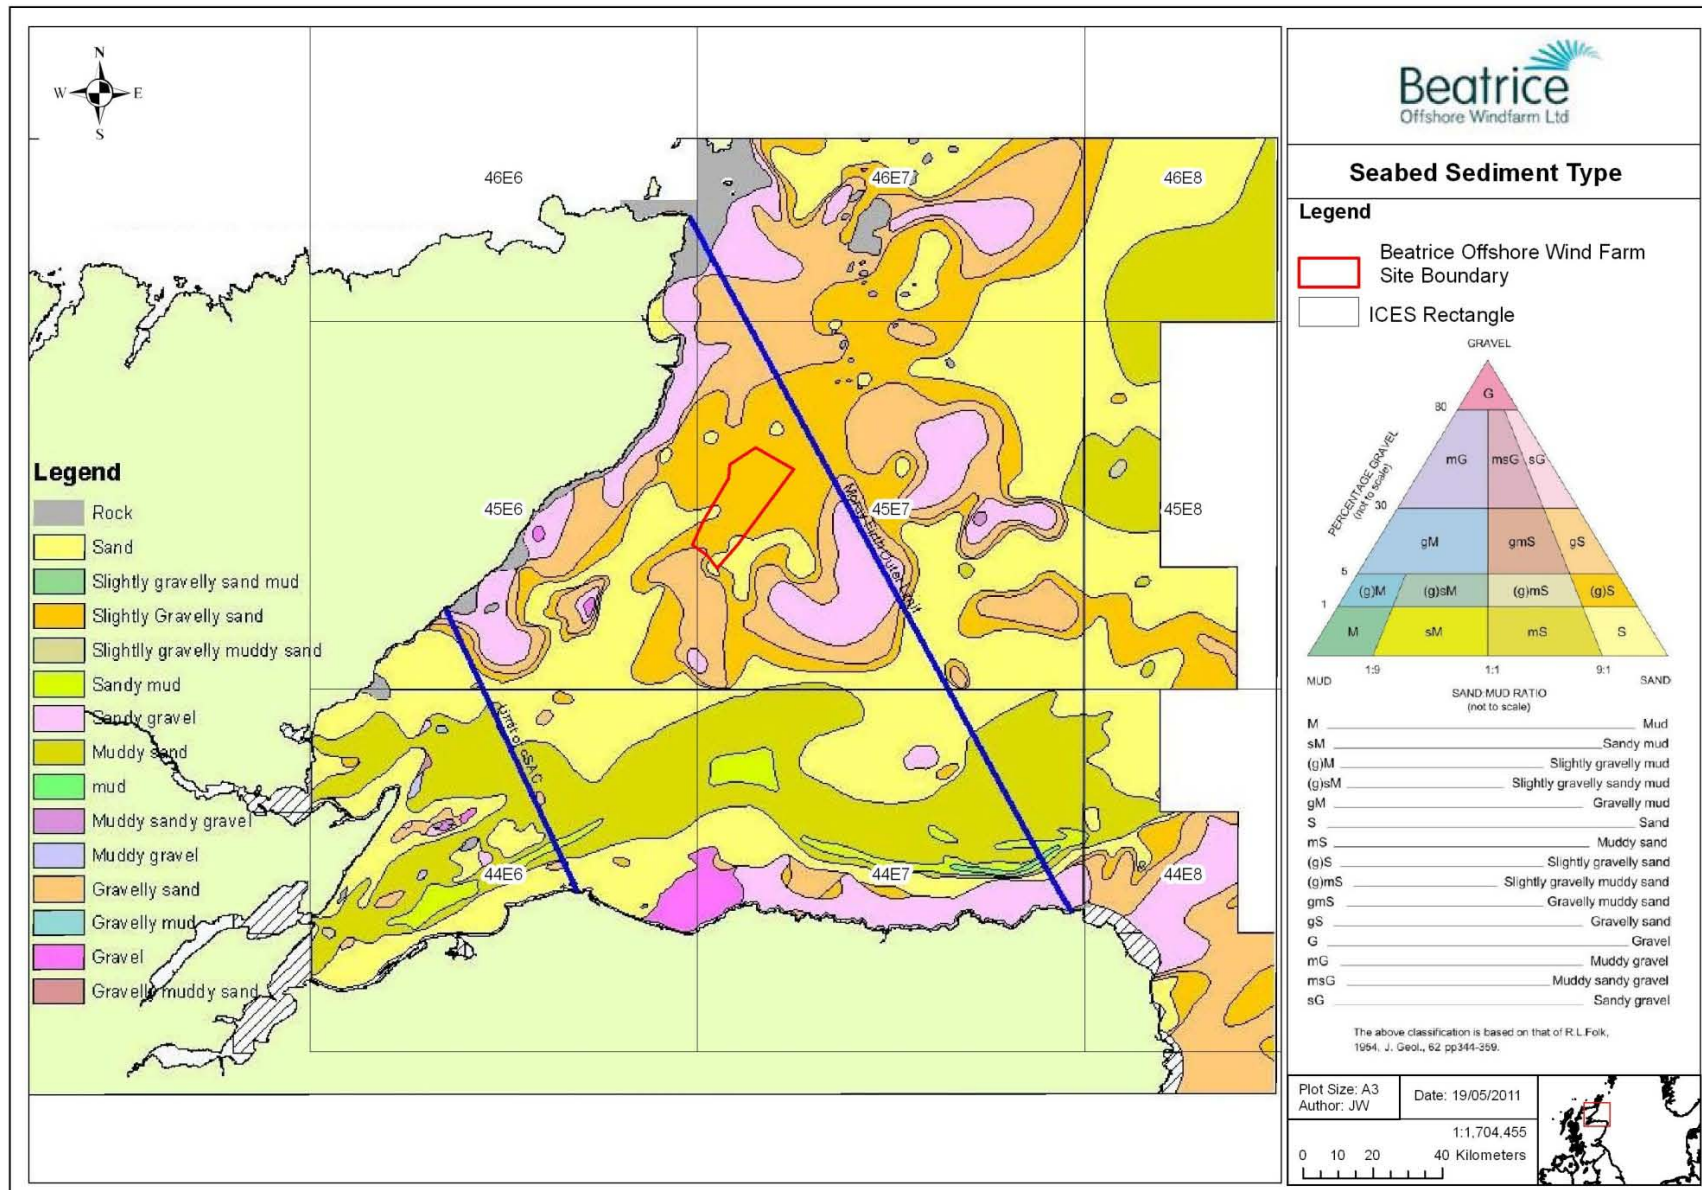 N
W
E
S
46E6
46E7
46E8
45E6
45E7
45E8
44E6
44E7
44E8
Limit of cSAC
Legend
Rock
Sand
Slightly gravelly sand mud
Slightly Gravelly sand
Slightlly gravelly muddy sand
Sandy mud
Sandy gravel
Muddy sand
mud
Muddy sandy gravel
Muddy gravel
Gravelly sand
Gravelly mud
Gravel
Gravelly muddy sand
Beatrice
Offshore Windfarm Ltd
Seabed Sediment Type
Legend
Beatrice Offshore Wind Farm
Site Boundary
ICES Rectangle
GRAVEL
G
80
mG
msG
sG
PERCENTAGE GRAVEL
(not to scale)
30
gM
gmS
gS
5
(g)M
(g)sM
(g)mS
(g)S
1
M
sM
mS
S
MUD
1:9
1:1
9:1
SAND
SAND:MUD RATIO
(not to scale)
M Mud
sM Sandy mud
(g)M Slightly gravelly mud
(g)sM Slightly gravelly sandy mud
gM Gravelly mud
S Sand
mS Muddy sand
(g)S Slightly gravelly sand
(g)mS Slightly gravelly muddy sand
gmS Gravelly muddy sand
gS Gravelly sand
G Gravel
mG Muddy gravel
msG Muddy sandy gravel
sG Sandy gravel
The above classification is based on that of R.L.Folk,
1954, J. Geol., 62 pp344-359.
Plot Size: A3
Author: JW
Date: 19/05/2011
1:1,704,455
0 10 20 40 Kilometers